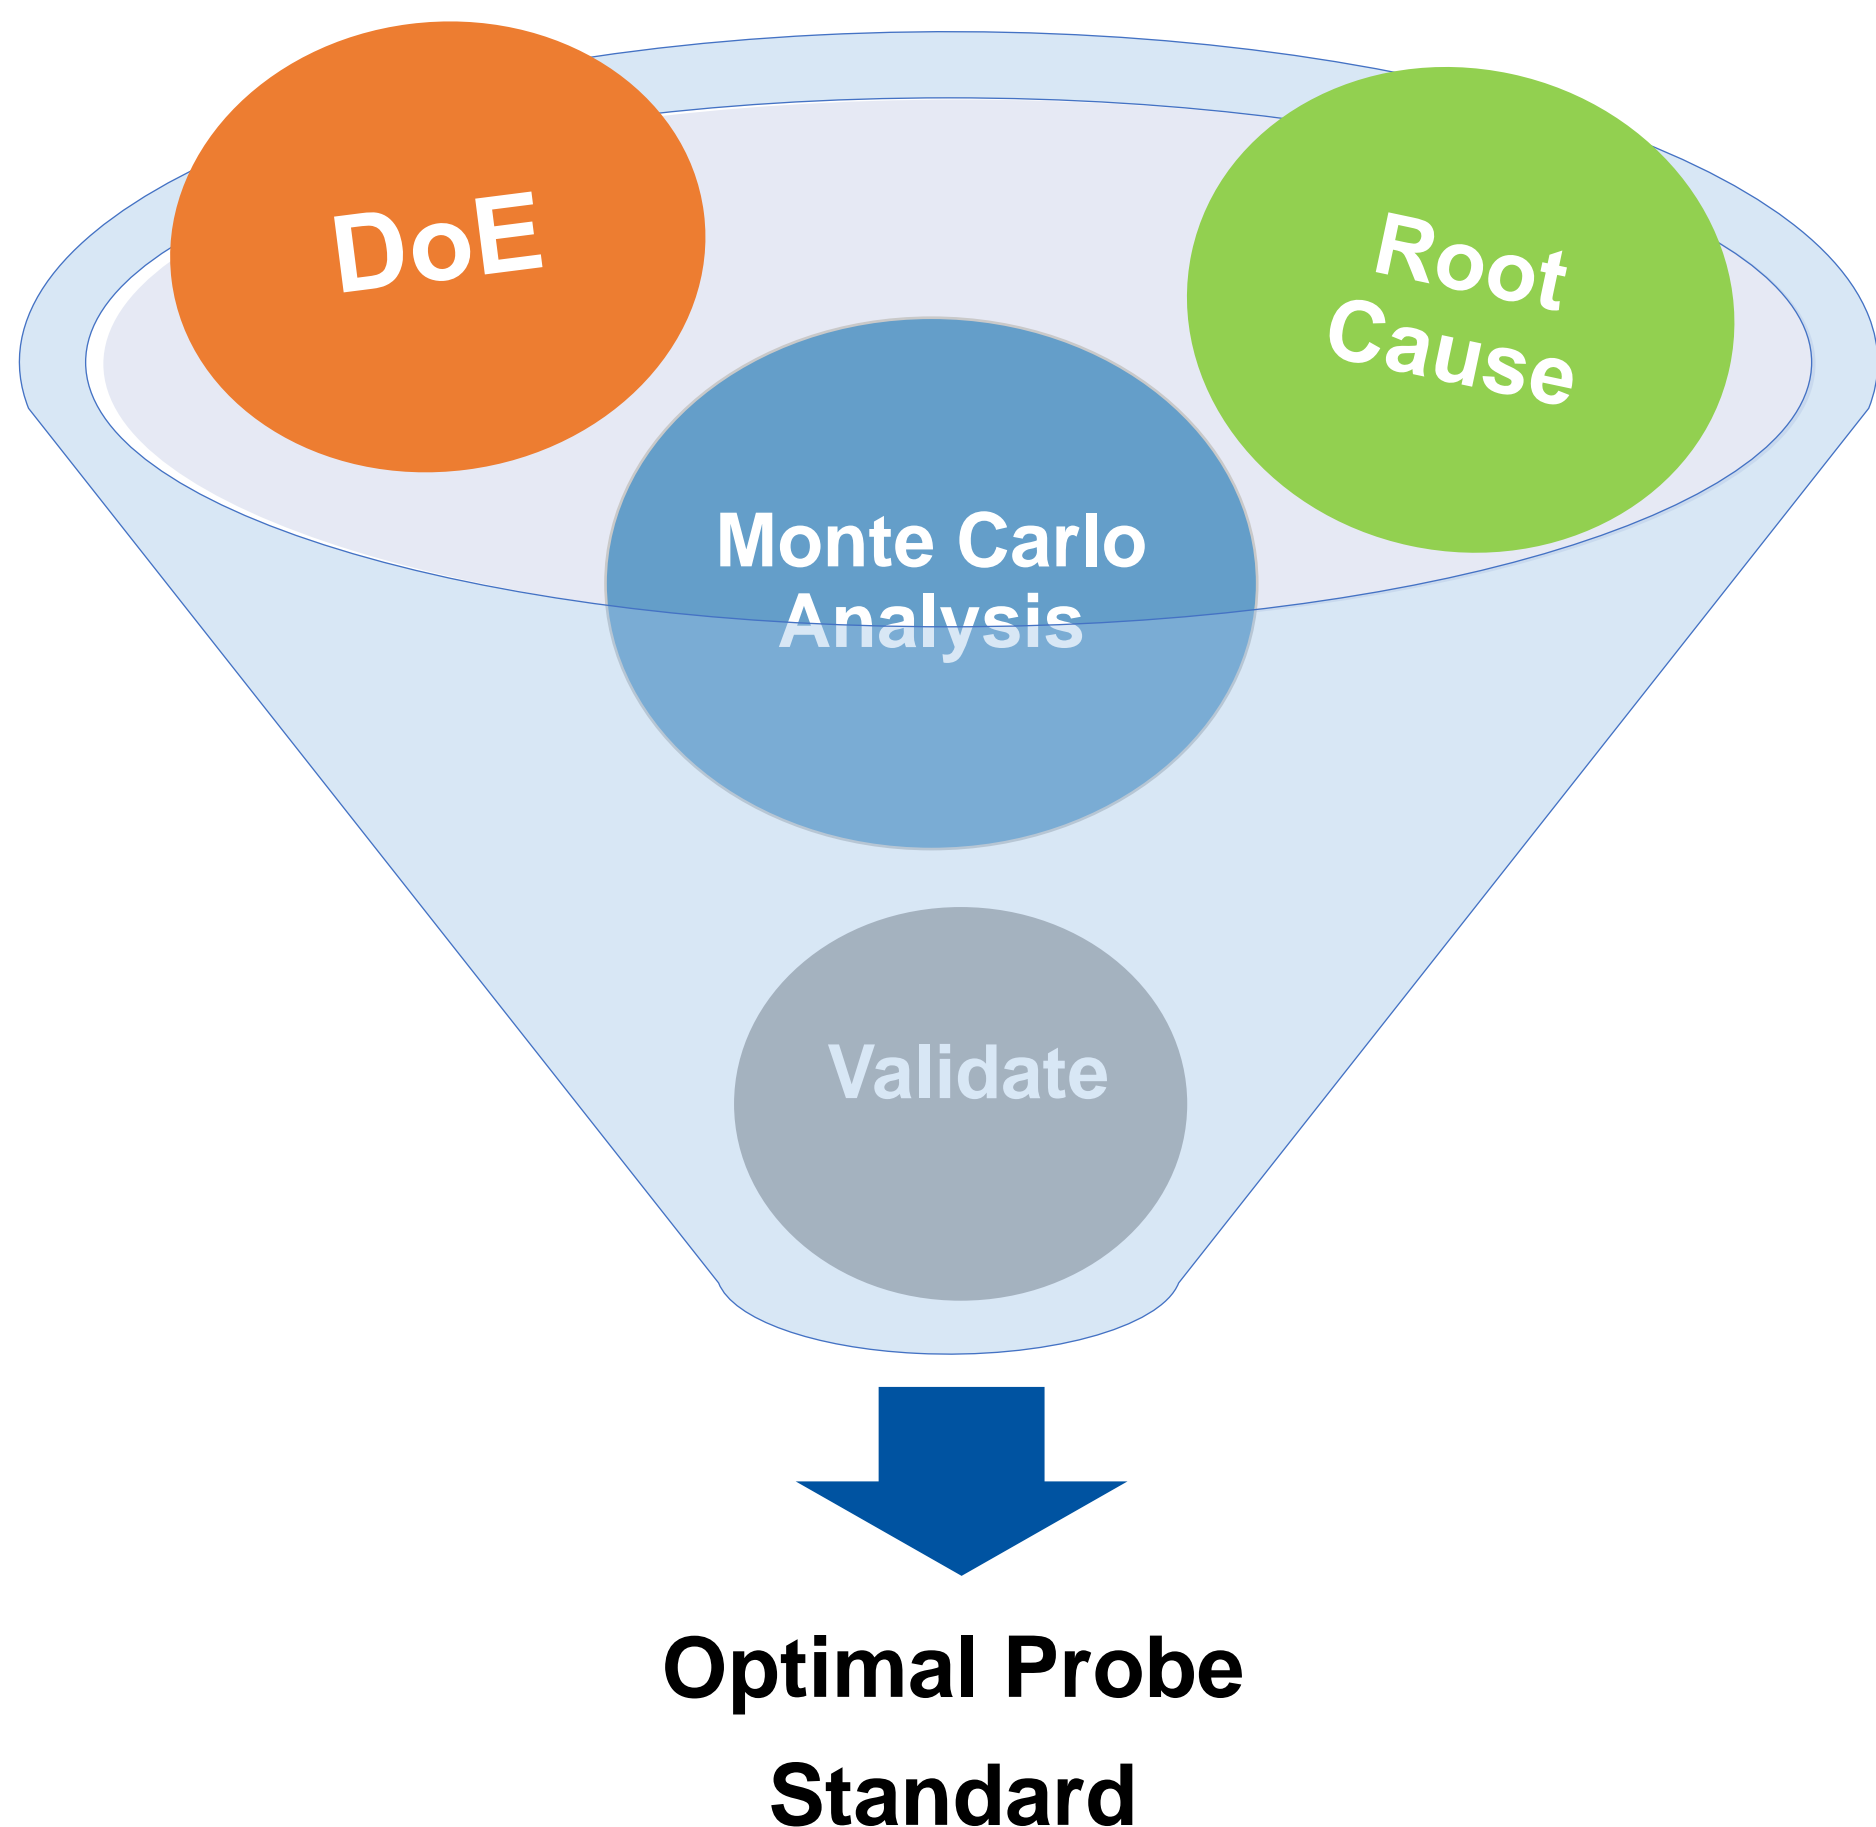 DoE
Root
Cause
Monte Carlo
Analysis
Validate
Optimal Probe
Standard